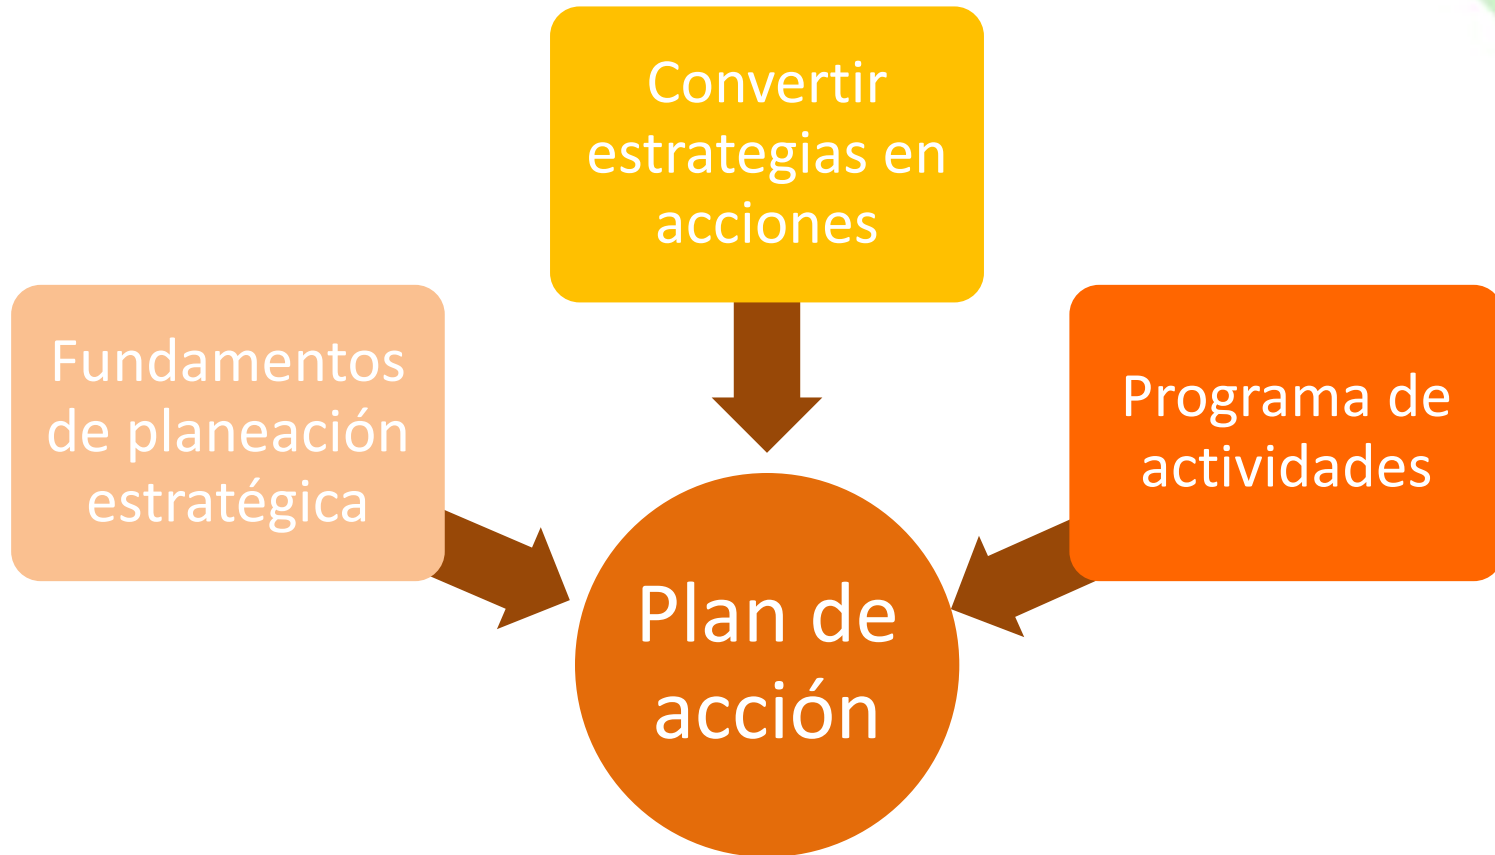 Convertir
estrategias en
acciones
Fundamentos
de planeación
estratégica
Programa de
actividades
Plan de
acción